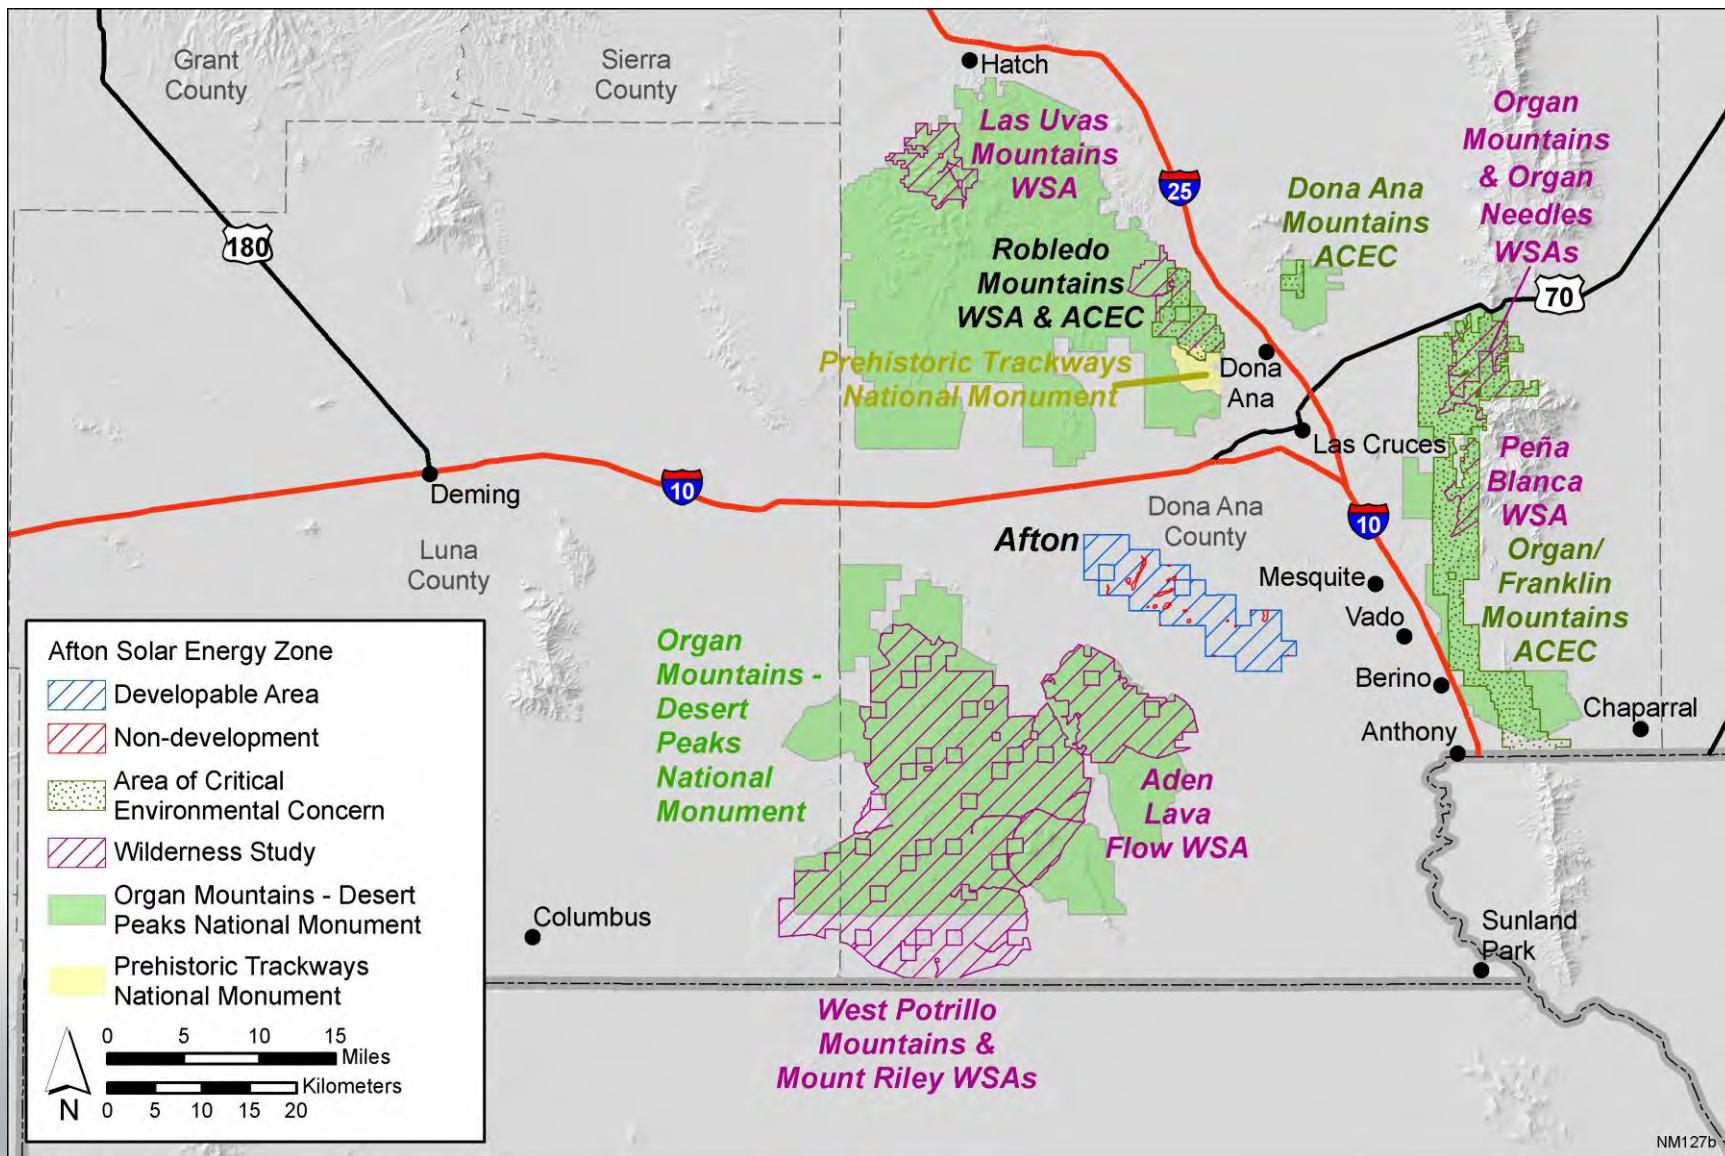 Grant
County
Sierra
County
Hatch
Las Uvas
Mountains
WSA
Organ
Mountains
& Organ
Needles
WSAs
25
Dona Ana
Mountains
ACEC
180
Robledo
Mountains
WSA & ACEC
70
Prehistoric Trackways
National Monument
Dona
Ana
Las Cruces
Peña
Blanca
WSA
Deming
10
Dona Ana
County
10
Afton
Luna
County
Mesquite
Vado
Organ/
Franklin
Mountains
ACEC
Berino
Chaparral
Anthony
Organ
Mountains -
Desert
Peaks
National
Monument
Aden
Lava
Flow WSA
Columbus
Sunland
Park
West Potrillo
Mountains &
Mount Riley WSAs
Afton Solar Energy Zone
Developable Area
Non-development
Area of Critical
Environmental Concern
Wilderness Study
Organ Mountains - Desert
Peaks National Monument
Prehistoric Trackways
National Monument
0 5 10 15
Miles
Kilometers
0 5 10 15 20
N
NM127b